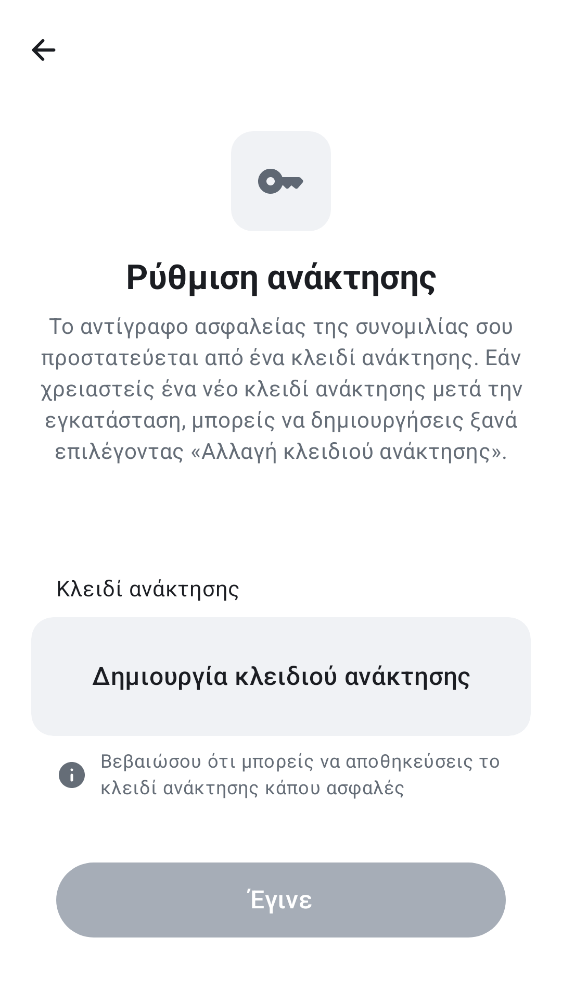 Ρύθμιση ανάκτησης
Το αντίγραφο ασφαλείας της συνομιλίας σου
προστατεύεται από ένα κλειδί ανάκτησης. Εάν
χρειαστείς ένα νέο κλειδί ανάκτησης μετά την
εγκατάσταση, μπορείς να δημιουργήσεις ξανά
επιλέγοντας «Αλλαγή κλειδιού ανάκτησης».
Κλειδί ανάκτησης
Δημιουργία κλειδιού ανάκτησης
Βεβαιώσου ότι μπορείς να αποθηκεύσεις το
κλειδί ανάκτησης κάπου ασφαλές
Έγινε